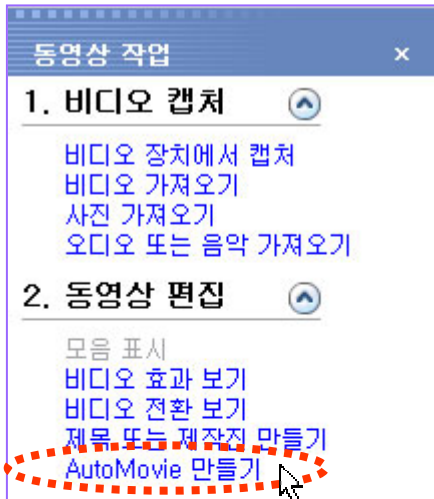 동영상 작업
1. 비디오 캡처
비디오 장치에서 캡처
비디오 가져오기
사진 가져오기
오디오 또는 음악 가져오기
2. 동영상 편집
모음 표시
비디오 효과 보기
비디오 전환 보기
제목 또는 제작진 만들기
AutoMovie 만들기